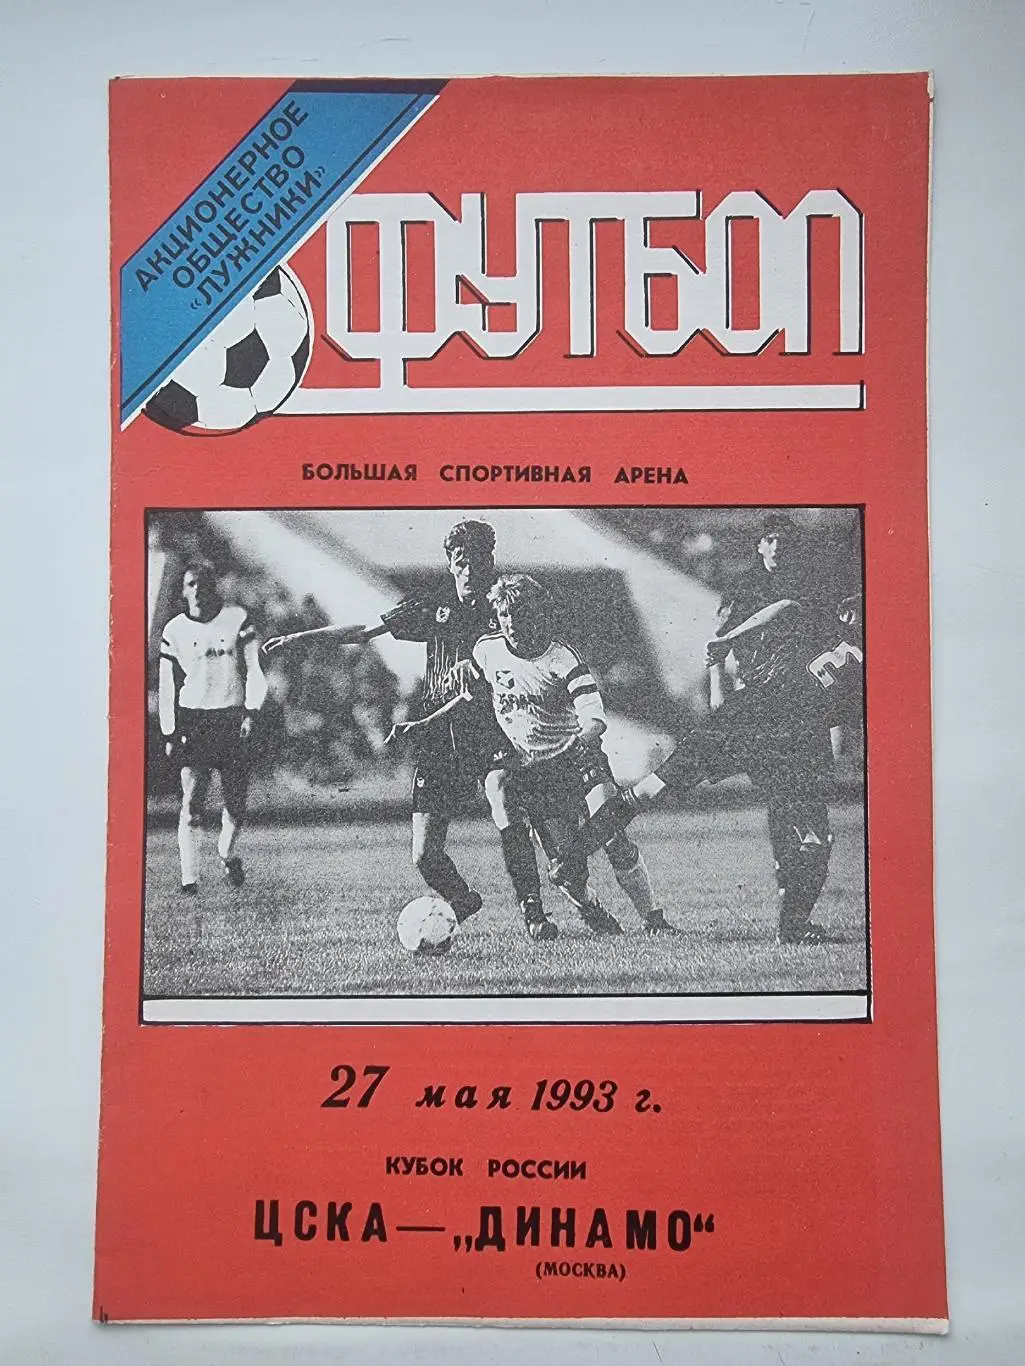 АКЦИОНЕРНОЕ
ОБЩЕСТВО
«ЛУЖНИКИ»
ФУТБОЛ
БОЛЬШАЯ СПОРТИВНАЯ АРЕНА
27 мая 1993 г.
КУБОК РОССИИ
ЦСКА — „ДИНАМО“
(МОСКВА)